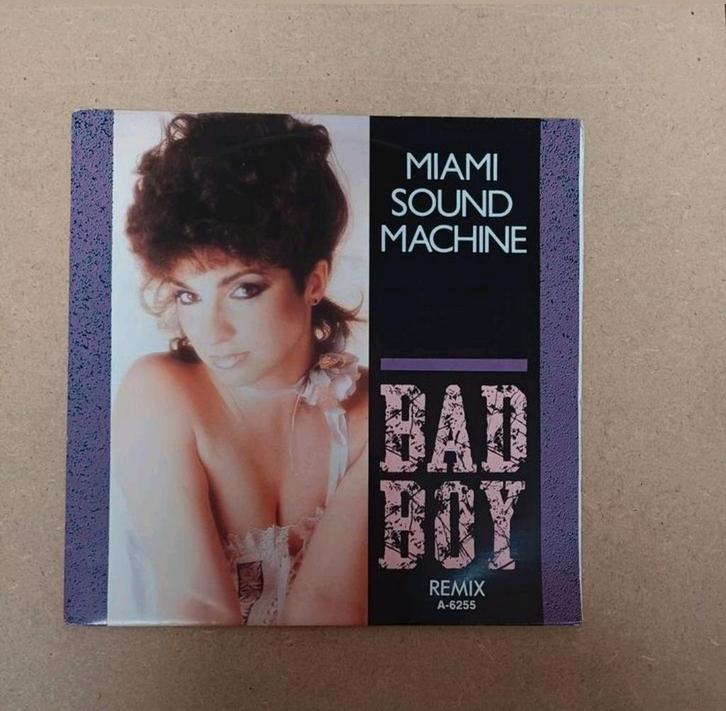 MIAMI
SOUND
MACHINE
BAD
BOY
REMIX
A-6255